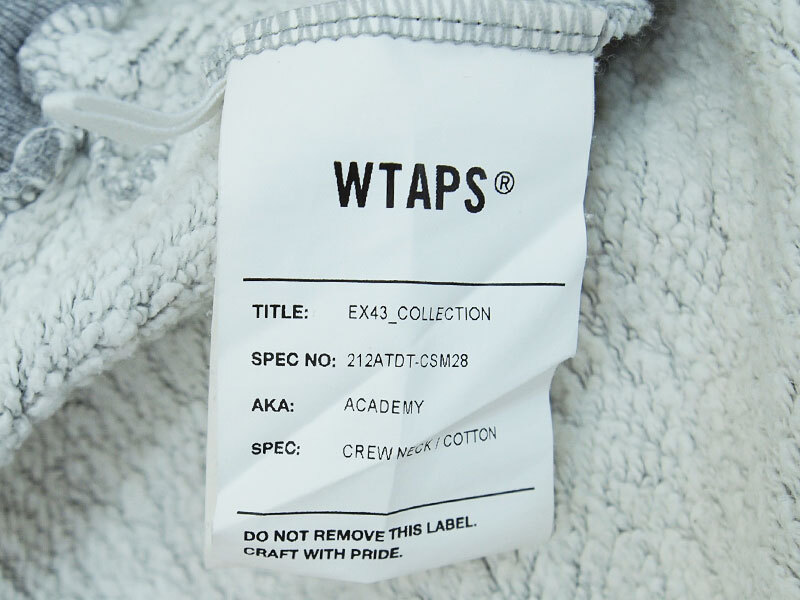 WTAPS®
TITLE: EX43_COLLECTION
SPEC NO: 212ATDT-CSM28
AKA: ACADEMY
SPEC: CREW NECK / COTTON
DO NOT REMOVE THIS LABEL.
CRAFT WITH PRIDE.